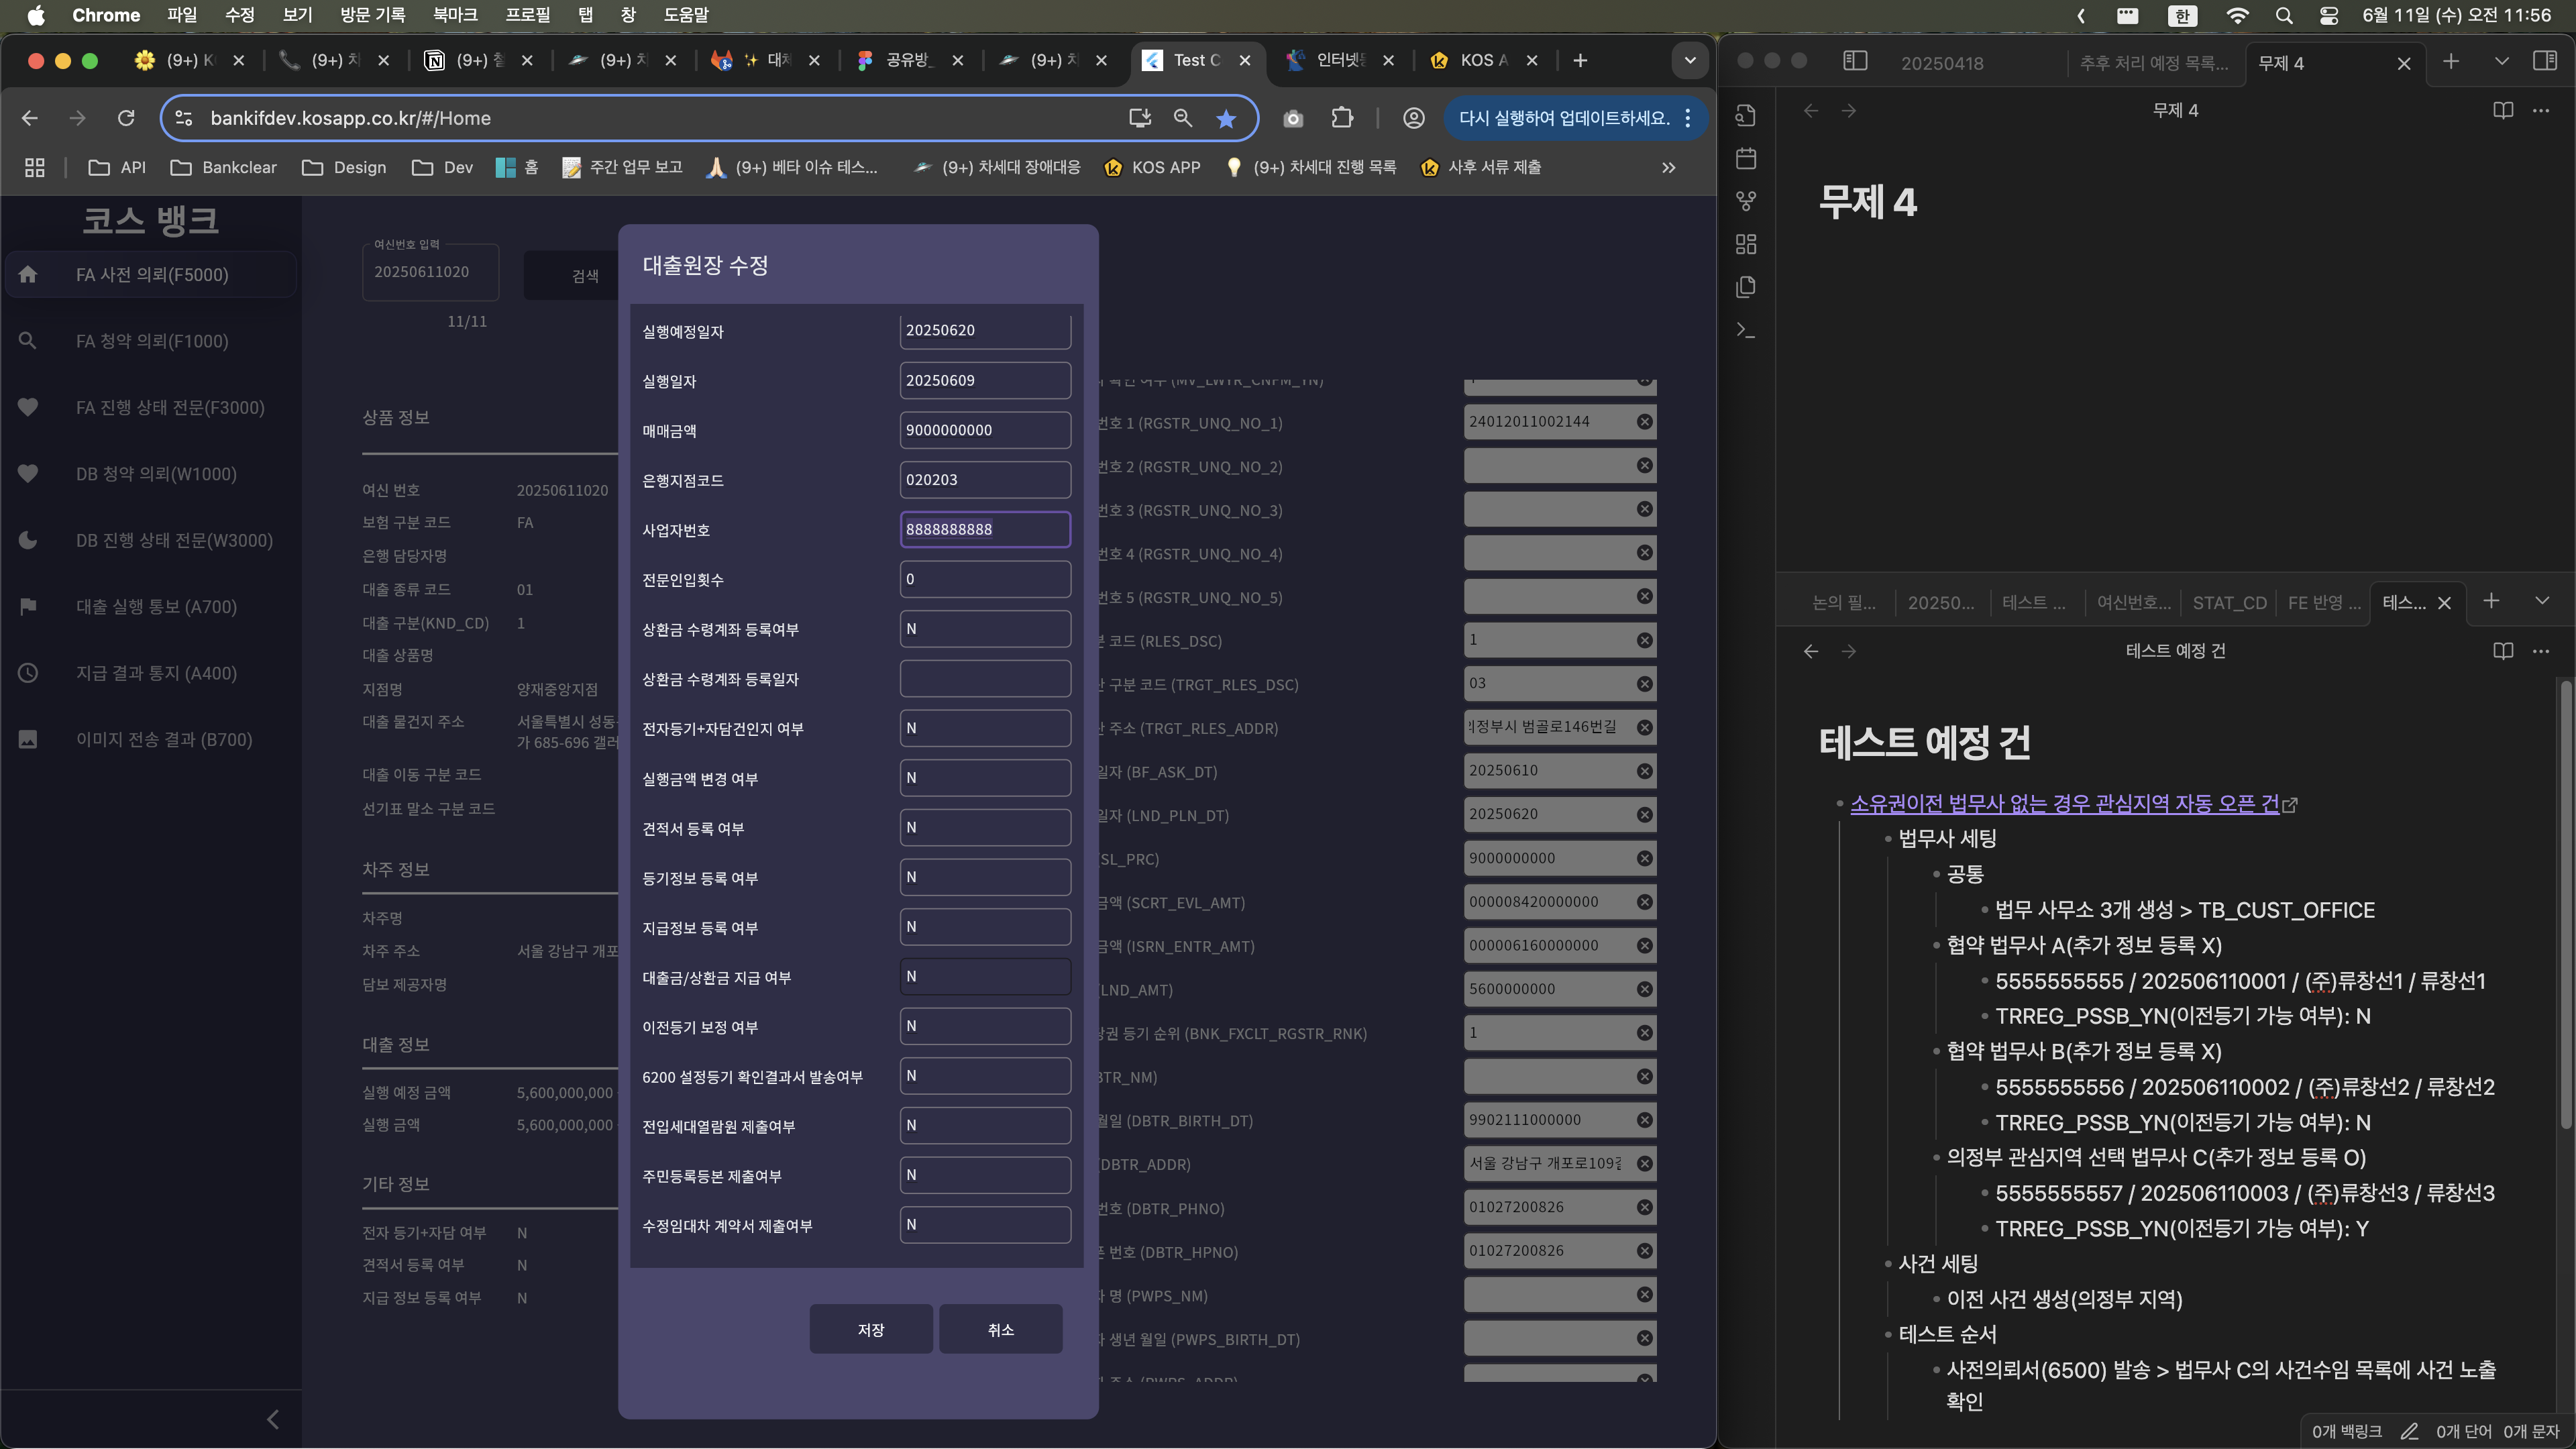 Chrome 파일 수정 보기 방문 기록 북마크 프로필 탭 창 도움말
한 6월 11일 (수) 오전 11:56
(9+) K (9+) 차 (9+) 첱 (9+) 차 ✨ 대체 공유방_ (9+) 차 Test C 인터넷등 KOS A
bankifdev.kosapp.co.kr/#/Home
다시 실행하여 업데이트하세요.
API Bankclear Design Dev 홈 주간 업무 보고 (9+) 베타 이슈 테스... (9+) 차세대 장애대응 KOS APP (9+) 차세대 진행 목록 사후 서류 제출
코스 뱅크
FA 사전 의뢰(F5000)
FA 청약 의뢰(F1000)
FA 진행 상태 전문(F3000)
DB 청약 의뢰(W1000)
DB 진행 상태 전문(W3000)
대출 실행 통보 (A700)
지급 결과 통지 (A400)
이미지 전송 결과 (B700)
여신번호 입력
20250611020
검색
11/11
상품 정보
여신 번호 20250611020
보험 구분 코드 FA
은행 담당자명
대출 종류 코드 01
대출 구분(KND_CD) 1
대출 상품명
지점명 양재중앙지점
대출 물건지 주소 서울특별시 성동
가 685-696 갤러
대출 이동 구분 코드
선기표 말소 구분 코드
차주 정보
차주명
차주 주소 서울 강남구 개포
담보 제공자명
대출 정보
실행 예정 금액 5,600,000,000
실행 금액 5,600,000,000
기타 정보
전자 등기+자담 여부 N
견적서 등록 여부 N
지급 정보 등록 여부 N
대출원장 수정
실행예정일자 20250620
실행일자 20250609
매매금액 9000000000
은행지점코드 020203
사업자번호 8888888888
전문인입횟수 0
상환금 수령계좌 등록여부 N
상환금 수령계좌 등록일자
전자등기+자담건인지 여부 N
실행금액 변경 여부 N
견적서 등록 여부 N
등기정보 등록 여부 N
지급정보 등록 여부 N
대출금/상환금 지급 여부 N
이전등기 보정 여부 N
6200 설정등기 확인결과서 발송여부 N
전입세대열람원 제출여부 N
주민등록등본 제출여부 N
수정임대차 계약서 제출여부 N
저장 취소
확인 여부 (MV_LWTR_CNFM_YN)
번호 1 (RGSTR_UNQ_NO_1) 24012011002144
번호 2 (RGSTR_UNQ_NO_2)
번호 3 (RGSTR_UNQ_NO_3)
번호 4 (RGSTR_UNQ_NO_4)
번호 5 (RGSTR_UNQ_NO_5)
코드 (RLES_DSC) 1
구분 코드 (TRGT_RLES_DSC) 03
주소 (TRGT_RLES_ADDR) 의정부시 범골로146번길
일자 (BF_ASK_DT) 20250610
일자 (LND_PLN_DT) 20250620
SL_PRC) 9000000000
금액 (SCRT_EVL_AMT) 000008420000000
금액 (ISRN_ENTR_AMT) 000006160000000
LND_AMT) 5600000000
당권 등기 순위 (BNK_FXCLT_RGSTR_RNK) 1
BTR_NM)
월일 (DBTR_BIRTH_DT) 9902111000000
DBTR_ADDR) 서울 강남구 개포로109길
번호 (DBTR_PHNO) 01027200826
번호 (DBTR_HPNO) 01027200826
명 (PWPS_NM)
생년 월일 (PWPS_BIRTH_DT)
주소 (PWPS_ADDR)
20250418 추후 처리 예정 목록... 무제 4
무제 4
무제 4
논의 필... 20250... 테스트 ... 여신번호... STAT_CD FE 반영 ... 테스...
테스트 예정 건
테스트 예정 건
소유권이전 법무사 없는 경우 관심지역 자동 오픈 건
법무사 세팅
공통
법무 사무소 3개 생성 > TB_CUST_OFFICE
협약 법무사 A(추가 정보 등록 X)
5555555555 / 202506110001 / (주)류창선1 / 류창선1
TRREG_PSSB_YN(이전등기 가능 여부): N
협약 법무사 B(추가 정보 등록 X)
5555555556 / 202506110002 / (주)류창선2 / 류창선2
TRREG_PSSB_YN(이전등기 가능 여부): N
의정부 관심지역 선택 법무사 C(추가 정보 등록 O)
5555555557 / 202506110003 / (주)류창선3 / 류창선3
TRREG_PSSB_YN(이전등기 가능 여부): Y
사건 세팅
이전 사건 생성(의정부 지역)
테스트 순서
사전의뢰서(6500) 발송 > 법무사 C의 사건수임 목록에 사건 노출
확인
0개 백링크 0개 단어 0개 문자